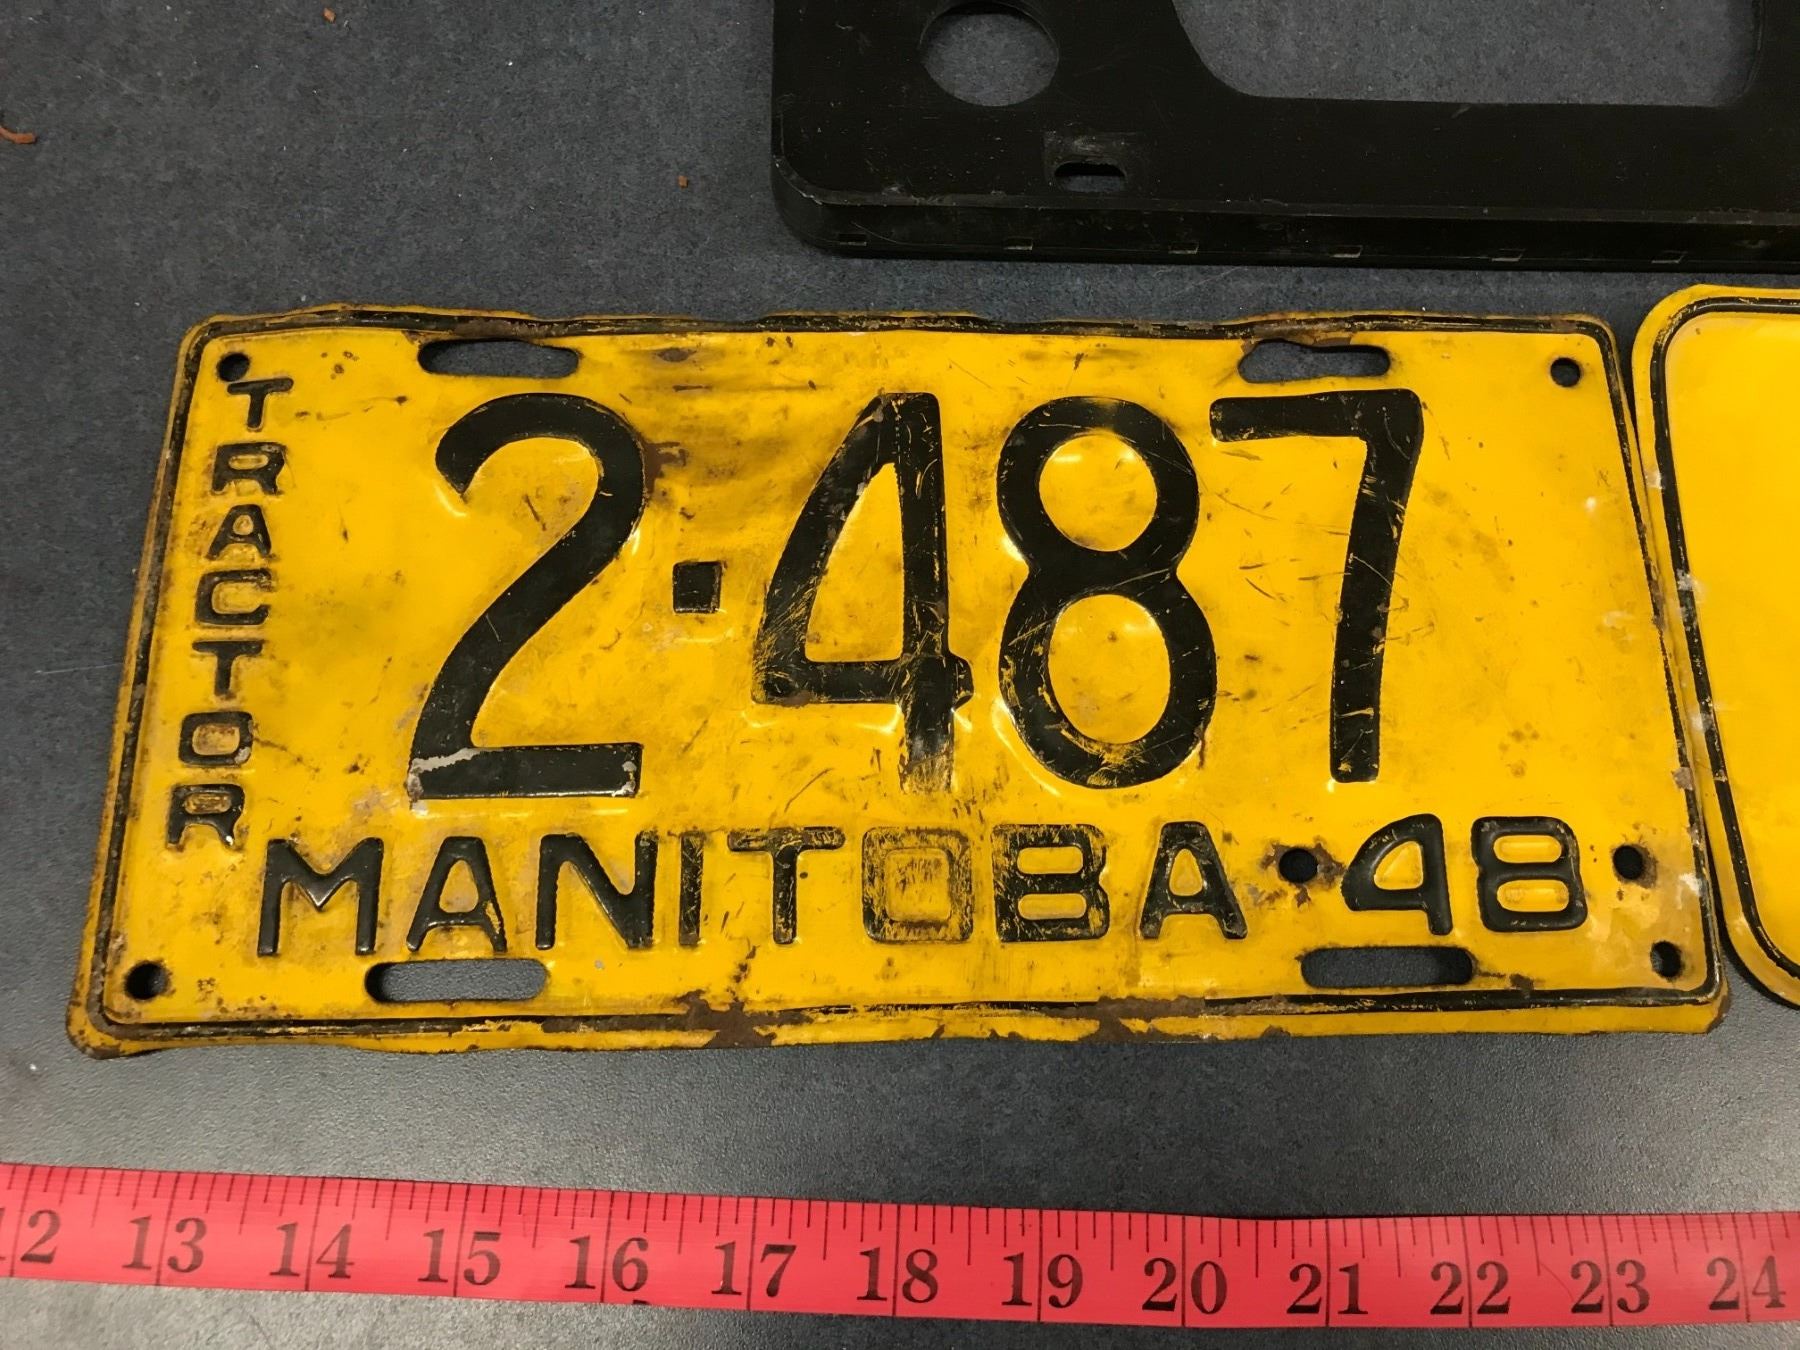 TRACTOR
2-487
MANITOBA 48
12 13 14 15 16 17 18 19 20 21 22 23 24